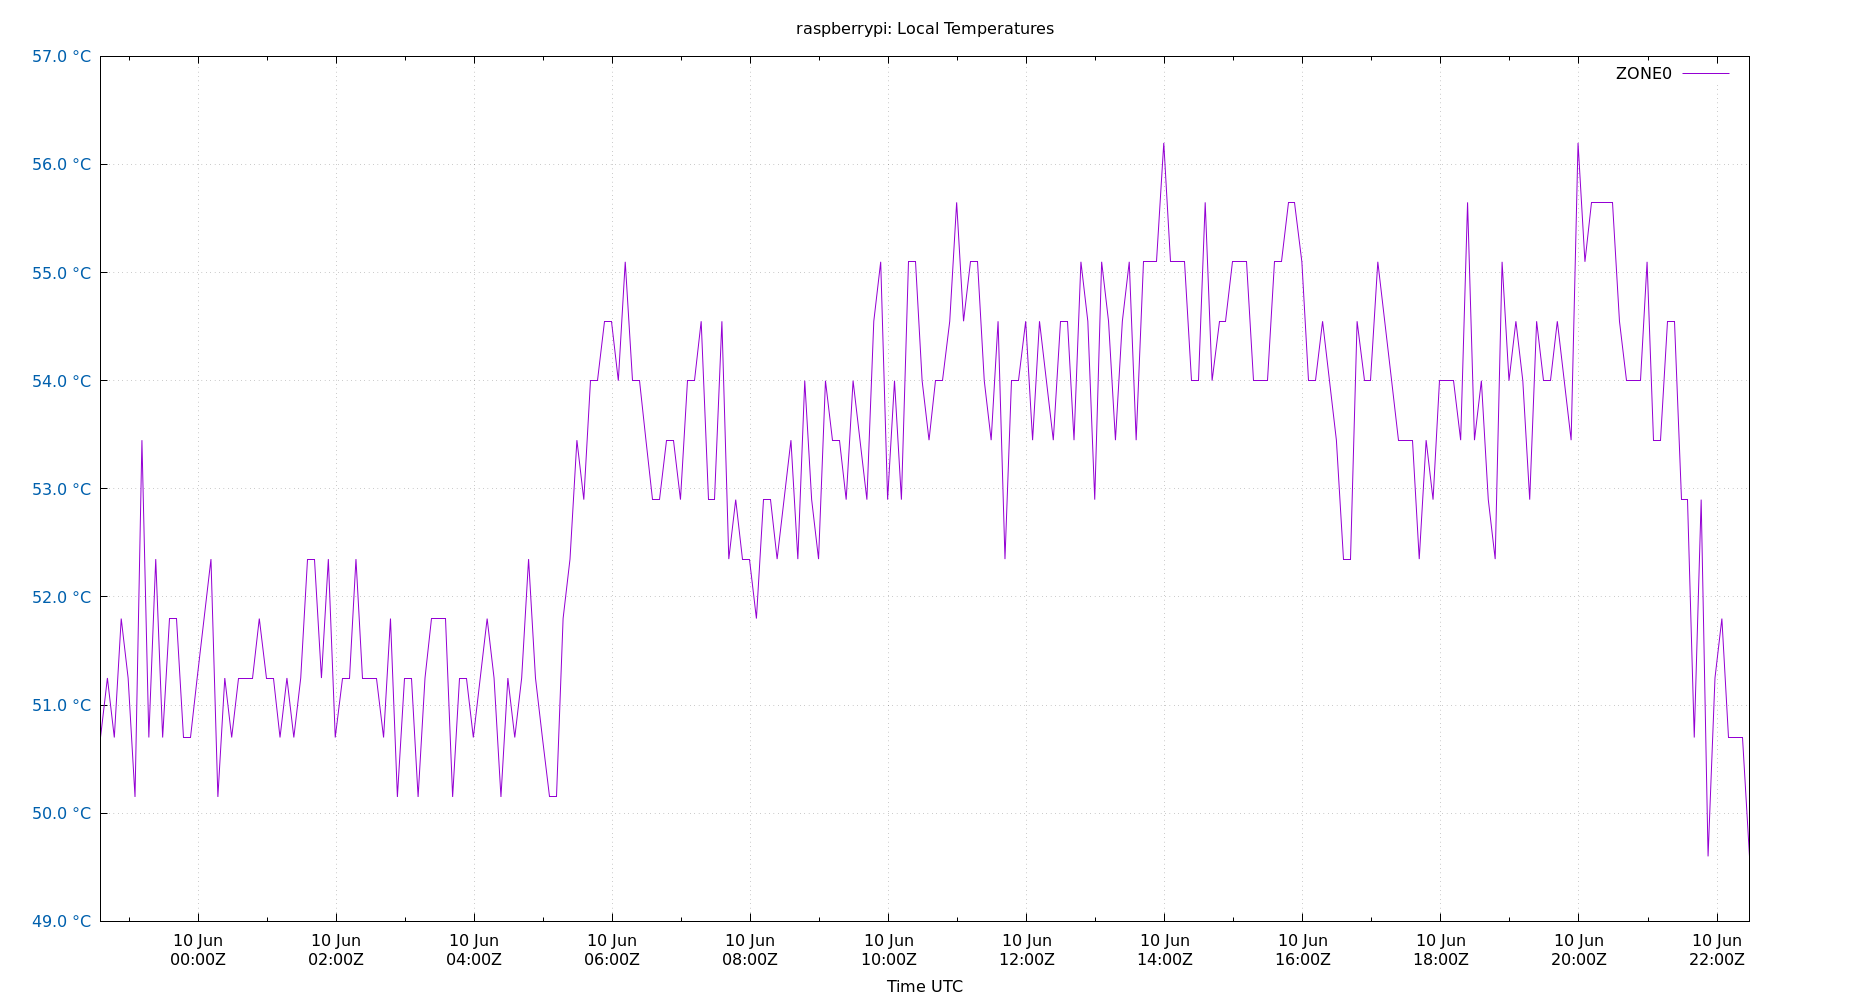 raspberrypi: Local Temperatures
ZONE0
57.0 °C
56.0 °C
55.0 °C
54.0 °C
53.0 °C
52.0 °C
51.0 °C
50.0 °C
49.0 °C
10 Jun 10 Jun 10 Jun 10 Jun 10 Jun 10 Jun 10 Jun 10 Jun 10 Jun 10 Jun 10 Jun 10 Jun
00:00Z 02:00Z 04:00Z 06:00Z 08:00Z 10:00Z 12:00Z 14:00Z 16:00Z 18:00Z 20:00Z 22:00Z
Time UTC